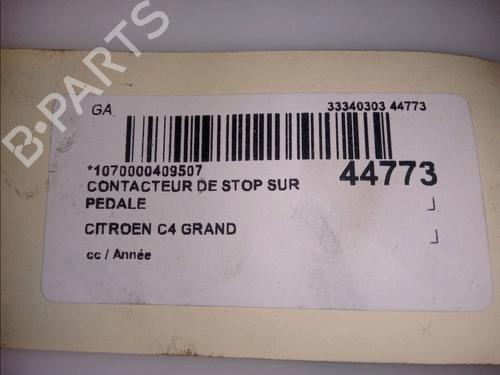 GA
33340303 44773
*1070000409507
44773
CONTACTEUR DE STOP SUR
PEDALE
CITROEN C4 GRAND
cc / Année
B-PARTS